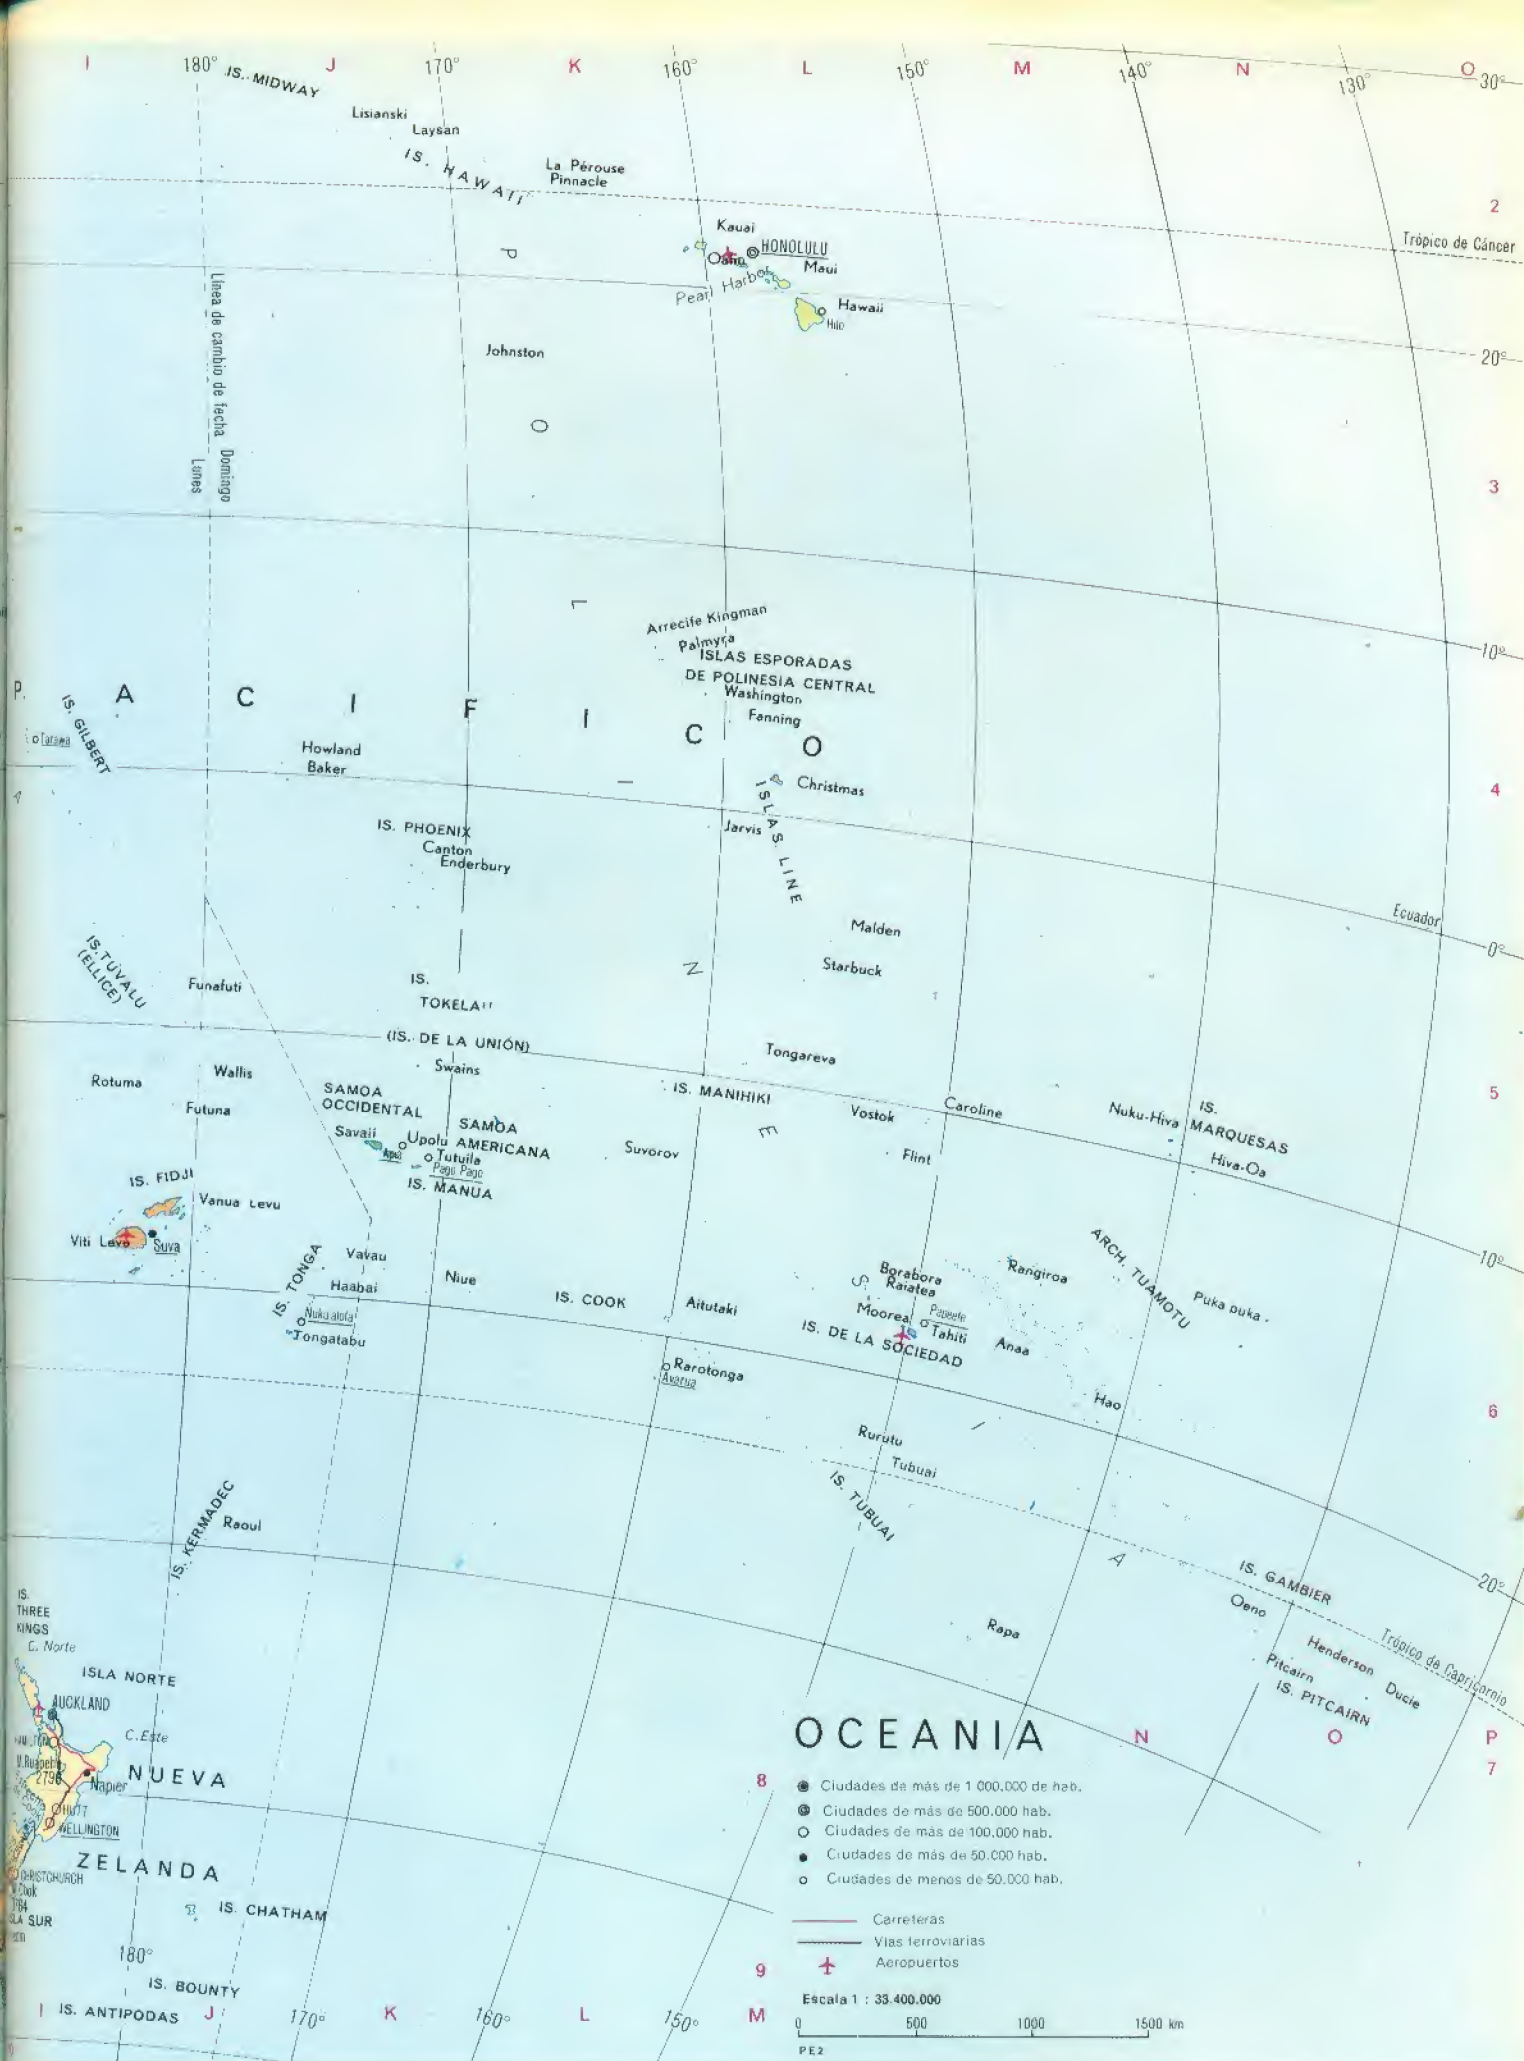 I
180°
J
170°
K
160°
L
150°
M
140°
N
130°
O
30°
IS. MIDWAY
Lisianski
Laysan
IS. HAWAII
La Pérouse
Pinnacle
2
Trópico de Cáncer
Kauai
HONOLULU
Oahu
Maui
Pearl Harbor
Hawaii
Hilo
20°
Johnston
Línea de cambio de fecha
Domingo
Lunes
3
POLINESIA
Arrecife Kingman
Palmyra
ISLAS ESPORADAS
DE POLINESIA CENTRAL
Washington
Fanning
10°
P. ACIFICO
IS. GILBERT
Tarawa
Howland
Baker
Christmas
4
ISLAS LINE
Jarvis
IS. PHOENIX
Canton
Enderbury
Ecuador
0°
Malden
Starbuck
IS. TUVALU
(ELLICE)
Funafuti
IS.
TOKELAU
(IS. DE LA UNIÓN)
Swains
Tongareva
Rotuma
Wallis
Futuna
SAMOA
OCCIDENTAL
Savaii
Upolu
Apia
SAMOA
AMERICANA
Tutuila
Pago Pago
IS. MANUA
IS. MANIHIKI
Suvorov
Vostok
Caroline
Flint
Nuku-Hiva
IS.
MARQUESAS
Hiva-Oa
5
IS. FIDJI
Vanua Levu
Viti Levu
Suva
IS. TONGA
Vavau
Haabai
Nukualofa
Tongatabu
Niue
IS. COOK
Aitutaki
Rarotonga
Avarua
Borabora
Raiatea
Moorea
Papeete
Tahiti
IS. DE LA SOCIEDAD
Rangiroa
Anaa
ARCH. TUAMOTU
Puka puka
Hao
10°
6
Rurutu
Tubuai
IS. TUBUAI
IS. KERMADEC
Raoul
20°
IS. GAMBIER
Oeno
Henderson
Ducie
Pitcairn
IS. PITCAIRN
Trópico de Capricornio
Rapa
IS.
THREE
KINGS
C. Norte
ISLA NORTE
AUCKLAND
HAMILTON
C. Este
M. Ruapehu
2796
Napier
HUTT
WELLINGTON
NUEVA
ZELANDA
CHRISTCHURCH
Cook
IS. CHATHAM
180°
IS. BOUNTY
IS. ANTIPODAS
I
J
170°
K
160°
L
150°
M
N
O
P
7
8
9
OCEANIA
Ciudades de más de 1 000.000 de hab.
Ciudades de más de 500.000 hab.
Ciudades de más de 100.000 hab.
Ciudades de más de 50.000 hab.
Ciudades de menos de 50.000 hab.
Carreteras
Vías ferroviarias
Aeropuertos
Escala 1 : 33.400.000
0 500 1000 1500 km
PE2